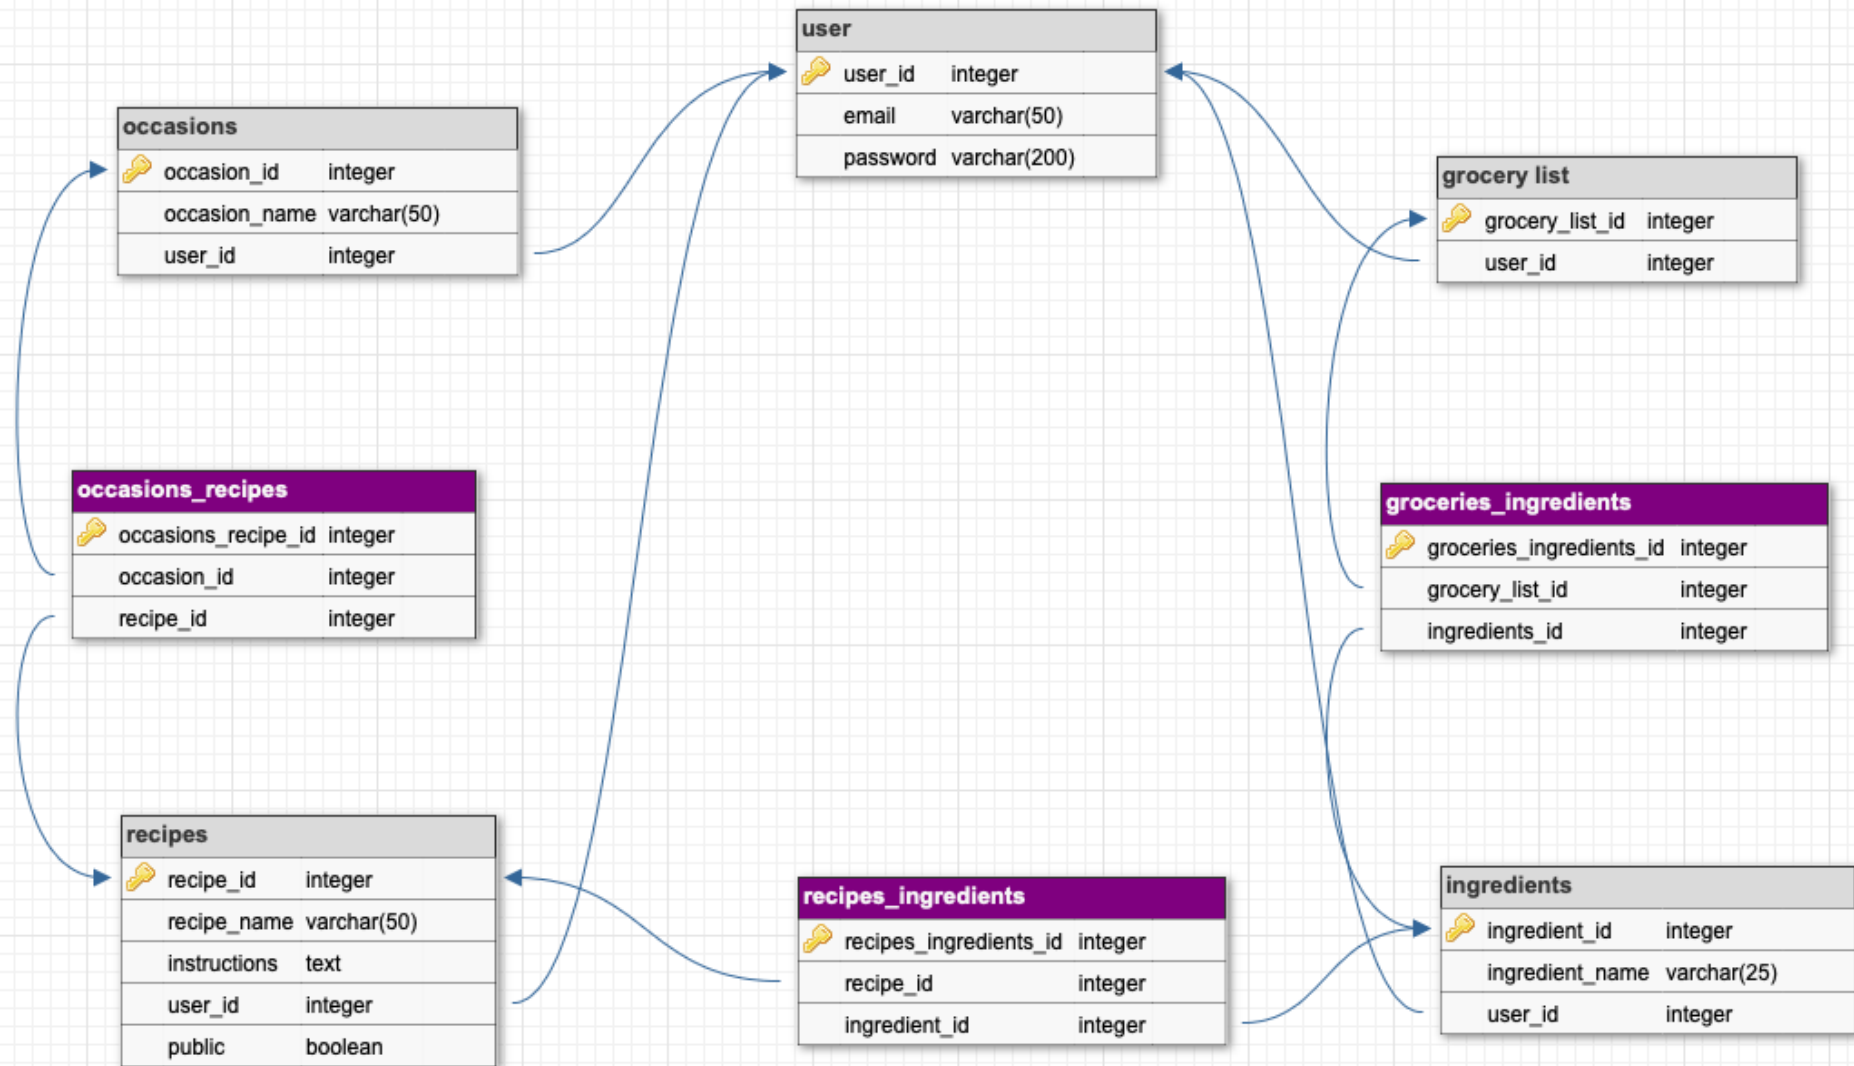 user
user_id integer
email varchar(50)
password varchar(200)
occasions
occasion_id integer
occasion_name varchar(50)
user_id integer
grocery list
grocery_list_id integer
user_id integer
occasions_recipes
occasions_recipe_id integer
occasion_id integer
recipe_id integer
groceries_ingredients
groceries_ingredients_id integer
grocery_list_id integer
ingredients_id integer
recipes
recipe_id integer
recipe_name varchar(50)
instructions text
user_id integer
public boolean
recipes_ingredients
recipes_ingredients_id integer
recipe_id integer
ingredient_id integer
ingredients
ingredient_id integer
ingredient_name varchar(25)
user_id integer